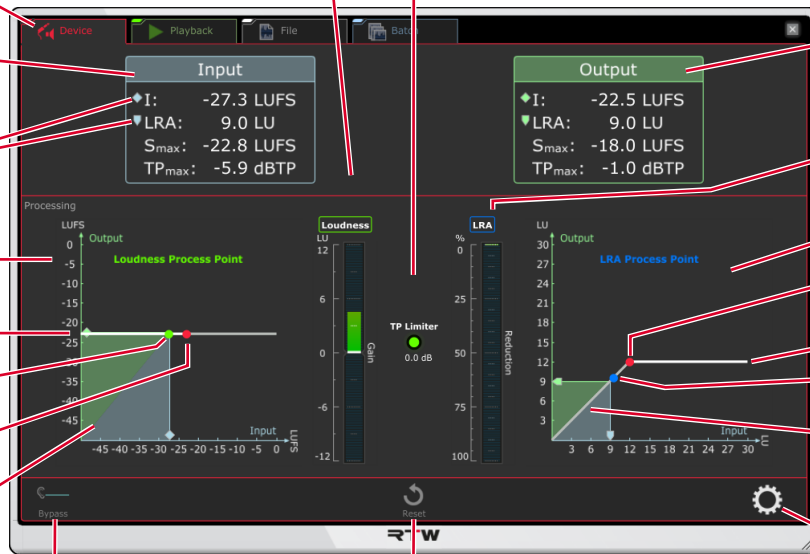 Device
Playback
File
Batch
Input
I: -27.3 LUFS
LRA: 9.0 LU
Smax: -22.8 LUFS
TPmax: -5.9 dBTP
Output
I: -22.5 LUFS
LRA: 9.0 LU
Smax: -18.0 LUFS
TPmax: -1.0 dBTP
Processing
LUFS
Output
Loudness Process Point
0
-5
-10
-15
-20
-25
-30
-35
-40
-45
Input
-45 -40 -35 -30 -25 -20 -15 -10 -5 0
LUFS
Loudness
LU
12
6
0
-6
-12
Gain
TP Limiter
0.0 dB
LRA
%
0
25
50
75
100
Reduction
LU
Output
LRA Process Point
30
27
24
21
18
15
12
9
6
3
Input
3 6 9 12 15 18 21 24 27 30
LU
Bypass
Reset
RTW